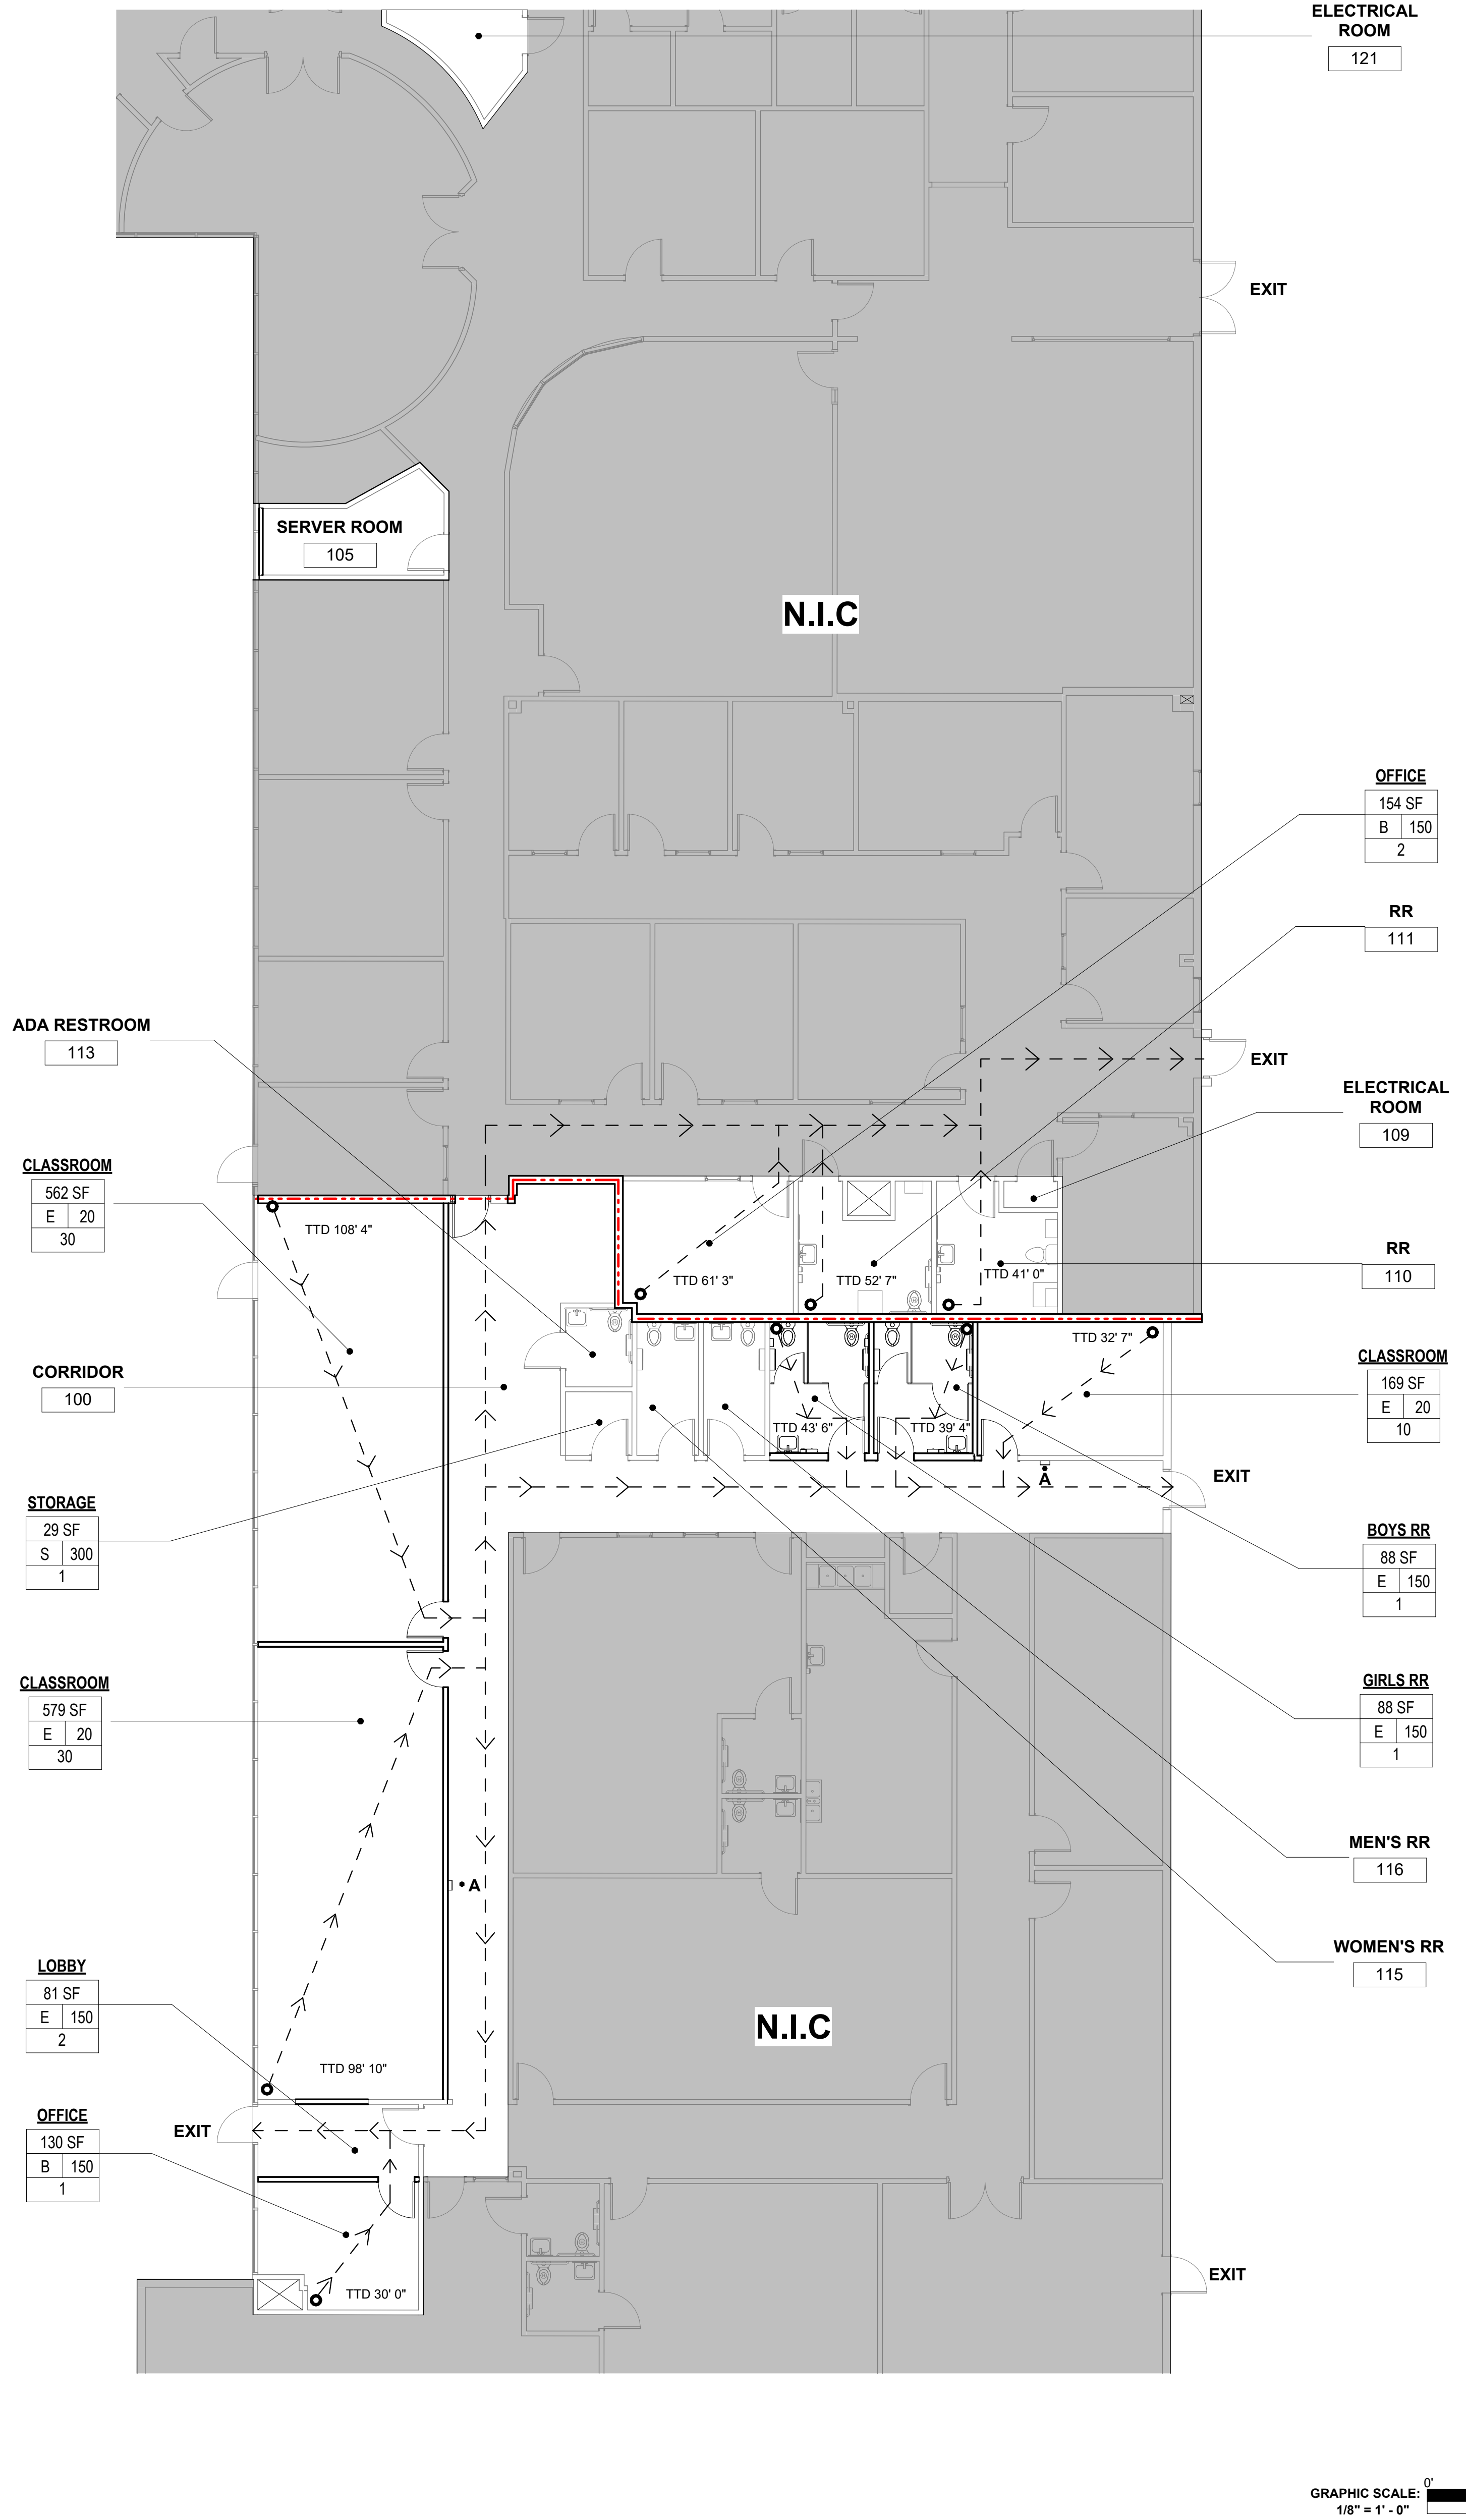 ELECTRICAL
ROOM
121
EXIT
SERVER ROOM
105
N.I.C
OFFICE
154 SF
B 150
2
RR
111
ADA RESTROOM
113
EXIT
ELECTRICAL
ROOM
109
CLASSROOM
562 SF
E 20
30
TTD 108' 4"
TTD 61' 3"
TTD 52' 7"
TTD 41' 0"
RR
110
TTD 32' 7"
CORRIDOR
100
CLASSROOM
169 SF
E 20
10
TTD 43' 6"
TTD 39' 4"
A
EXIT
STORAGE
29 SF
S 300
1
BOYS RR
88 SF
E 150
1
CLASSROOM
579 SF
E 20
30
GIRLS RR
88 SF
E 150
1
MEN'S RR
116
A
WOMEN'S RR
115
LOBBY
81 SF
E 150
2
N.I.C
TTD 98' 10"
EXIT
OFFICE
130 SF
B 150
1
TTD 30' 0"
EXIT
0'
GRAPHIC SCALE:
1/8" = 1' - 0"